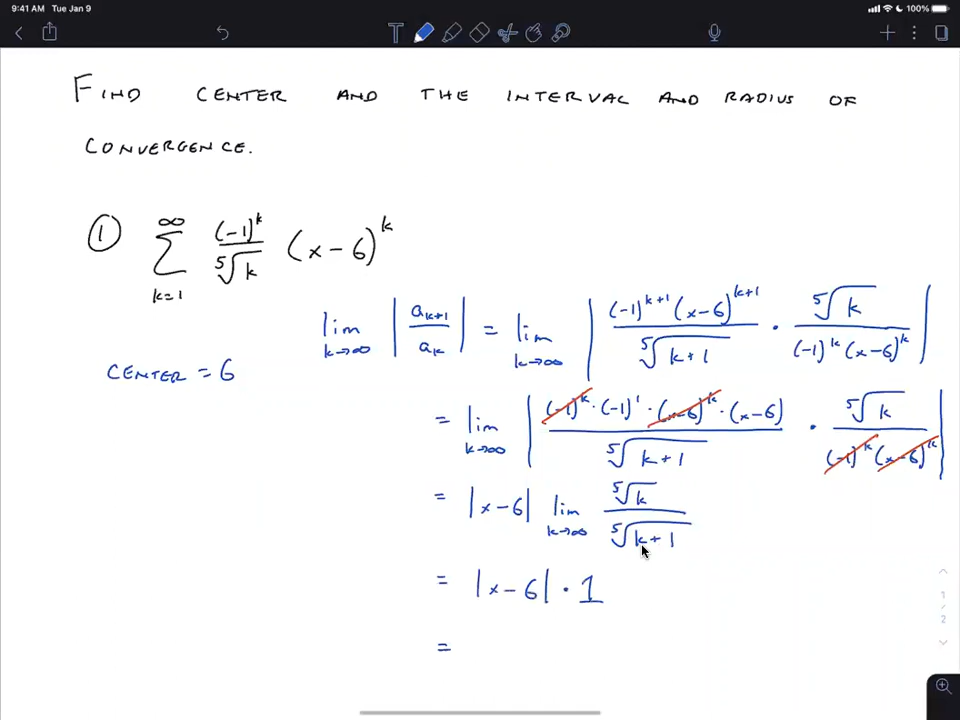 9:41 AM Tue Jan 9 100%
FIND CENTER AND THE INTERVAL AND RADIUS OF
CONVERGENCE.
① ∑_{k=1}^{∞} (-1)^k / ⁵√k (x-6)^k
lim_{k→∞} | a_{k+1} / a_k | = lim_{k→∞} | (-1)^{k+1} (x-6)^{k+1} / ⁵√(k+1) · ⁵√k / (-1)^k (x-6)^k |
CENTER = 6
= lim_{k→∞} | (-1)^k · (-1)^1 · (x-6)^k · (x-6) / ⁵√(k+1) · ⁵√k / (-1)^k (x-6)^k |
= |x-6| lim_{k→∞} ⁵√k / ⁵√(k+1)
= |x-6| · 1
=
1 / 2